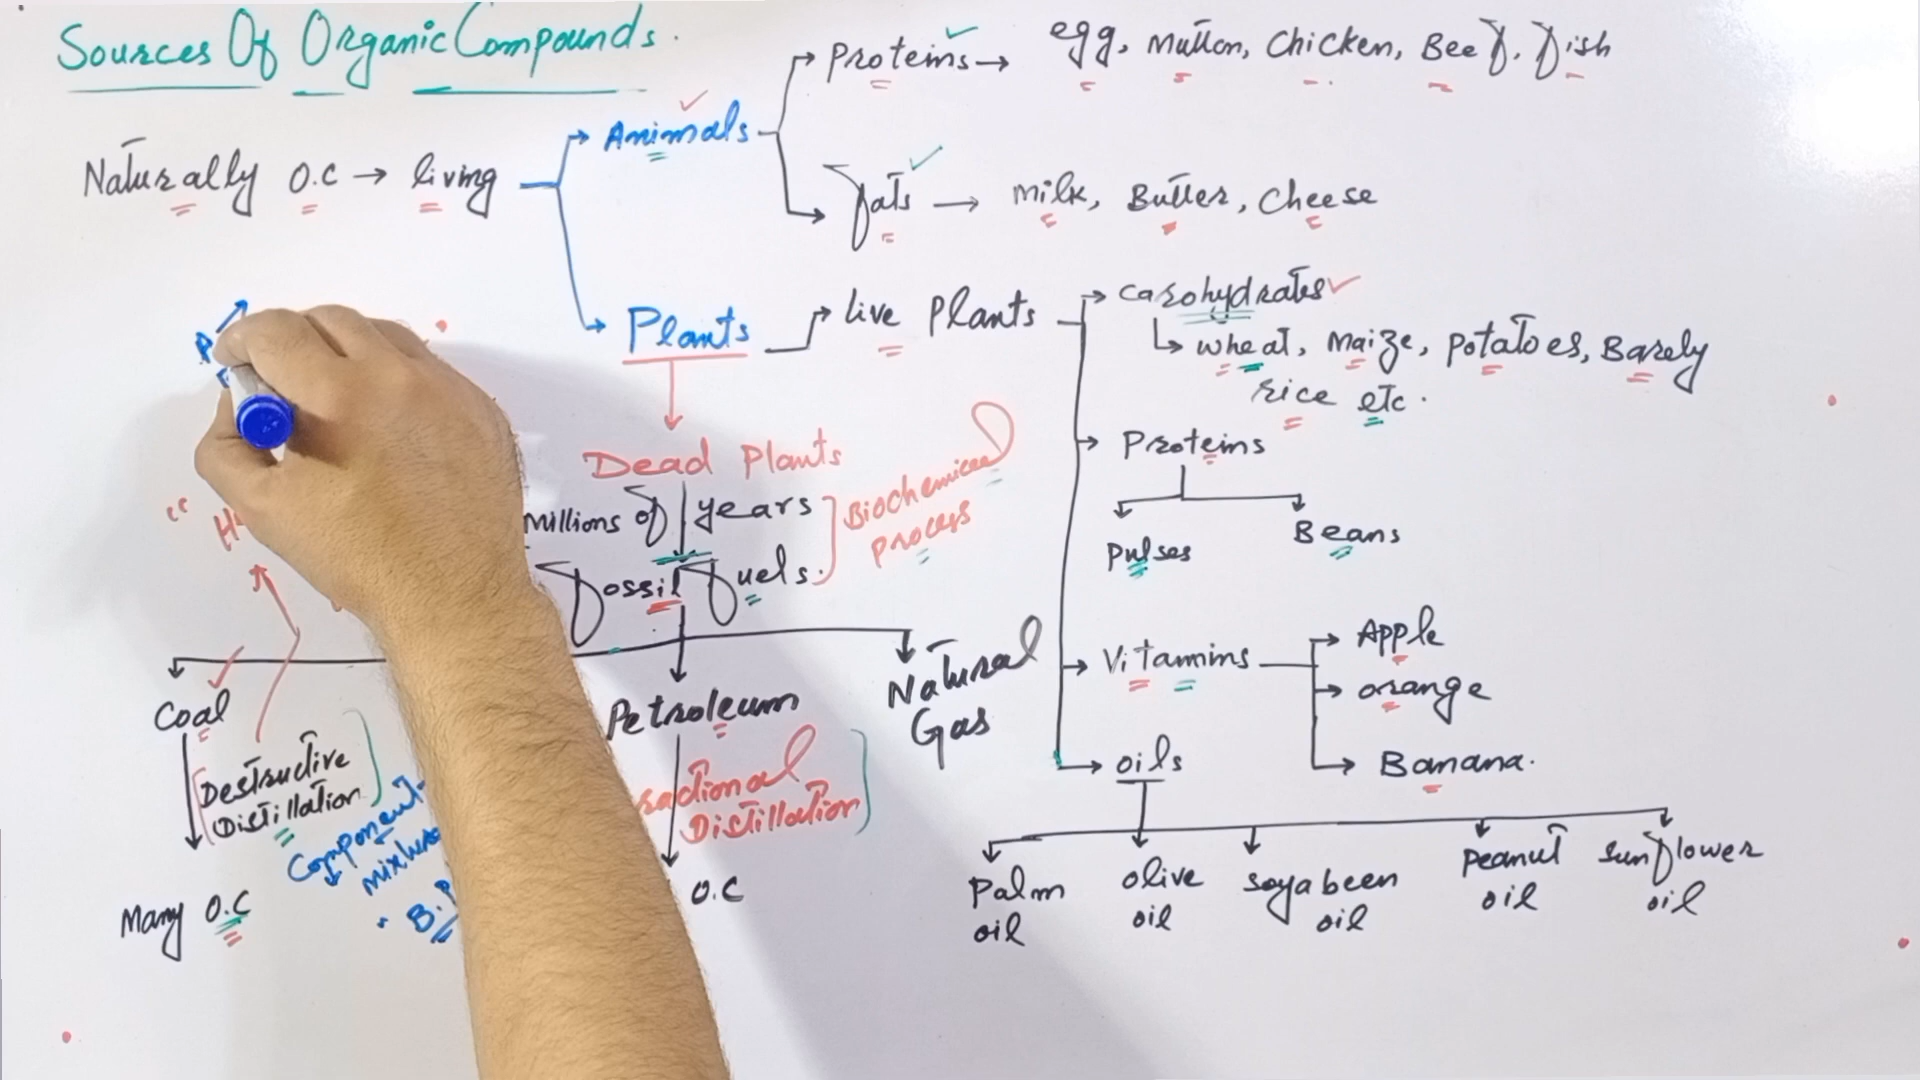 Sources Of Organic Compounds.
Naturally O.C → living
Animals
Proteins → egg, Mutton, Chicken, Beef, fish
Fats → Milk, Butter, Cheese
Plants
live Plants
Carohydrates
wheat, Maize, Potatoes, Barely
rice etc.
Proteins
Pulses
Beans
Vitamins
Apple
orange
Banana.
oils
Palm oil
olive oil
soyabeen oil
Peanut oil
sunflower oil
Dead Plants
Millions of years
Fossil Fuels.
Biochemical
Process
Coal
Petroleum
Natural
Gas
Destructive
Distillation
Many O.C
Component
B.P
Distillation
O.C